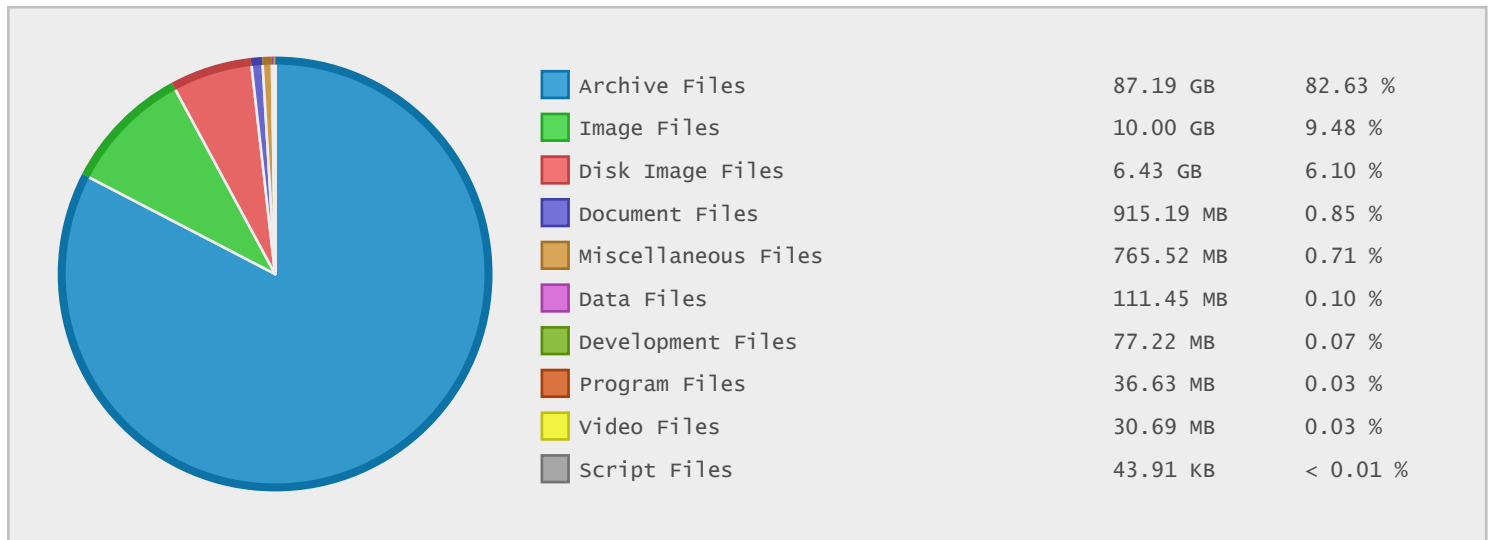 Archive Files 87.19 GB 82.63 %
Image Files 10.00 GB 9.48 %
Disk Image Files 6.43 GB 6.10 %
Document Files 915.19 MB 0.85 %
Miscellaneous Files 765.52 MB 0.71 %
Data Files 111.45 MB 0.10 %
Development Files 77.22 MB 0.07 %
Program Files 36.63 MB 0.03 %
Video Files 30.69 MB 0.03 %
Script Files 43.91 KB < 0.01 %